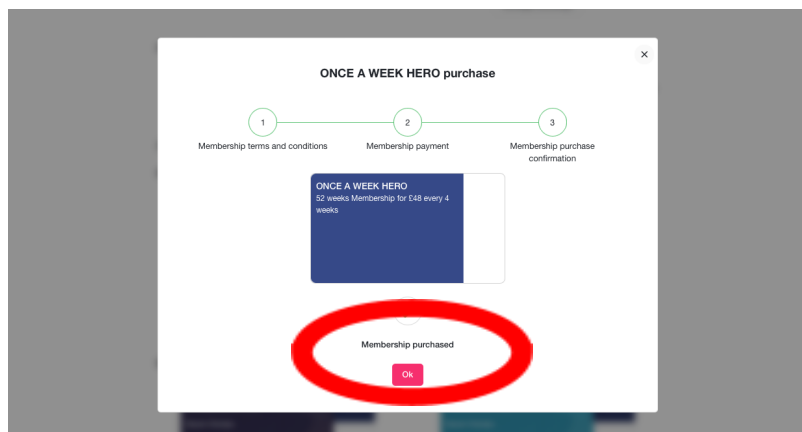 ×
ONCE A WEEK HERO purchase
1
2
3
Membership terms and conditions
Membership payment
Membership purchase
confirmation
ONCE A WEEK HERO
52 weeks Membership for £48 every 4
weeks
Membership purchased
Ok